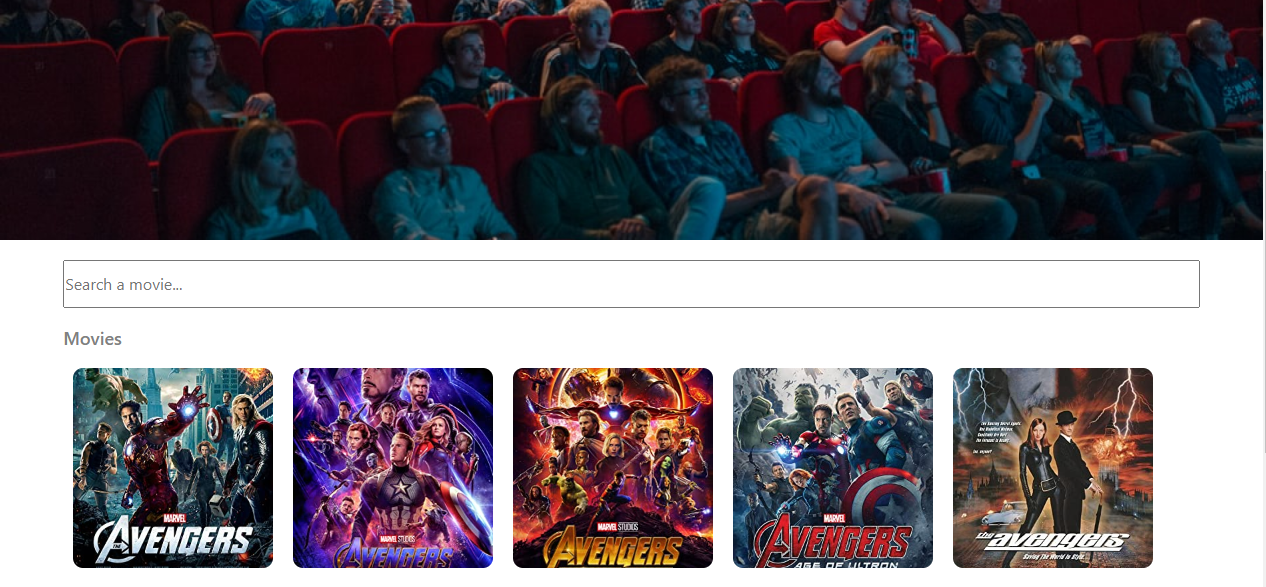 Search a movie...
Movies
MARVEL
THE AVENGERS
MARVEL STUDIOS
AVENGERS
MARVEL STUDIOS
AVENGERS
MARVEL
AVENGERS
AGE OF ULTRON
the avengers
Saving The World In Style...